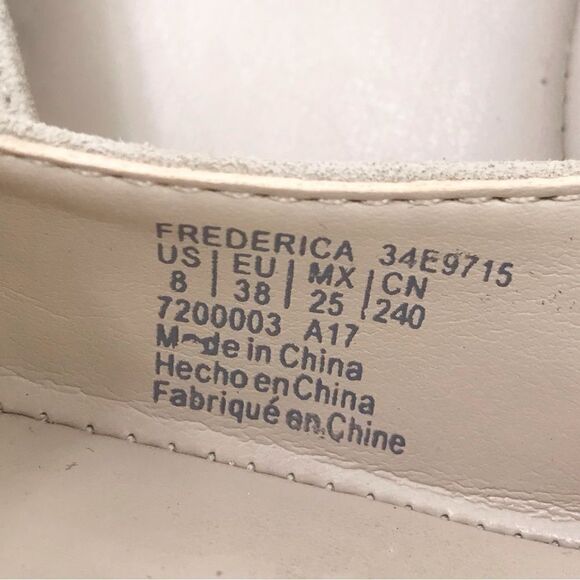 FREDERICA 34E9715
US | EU | MX | CN
8 | 38 | 25 | 240
7200003 A17
Made in China
Hecho en China
Fabriqué en Chine